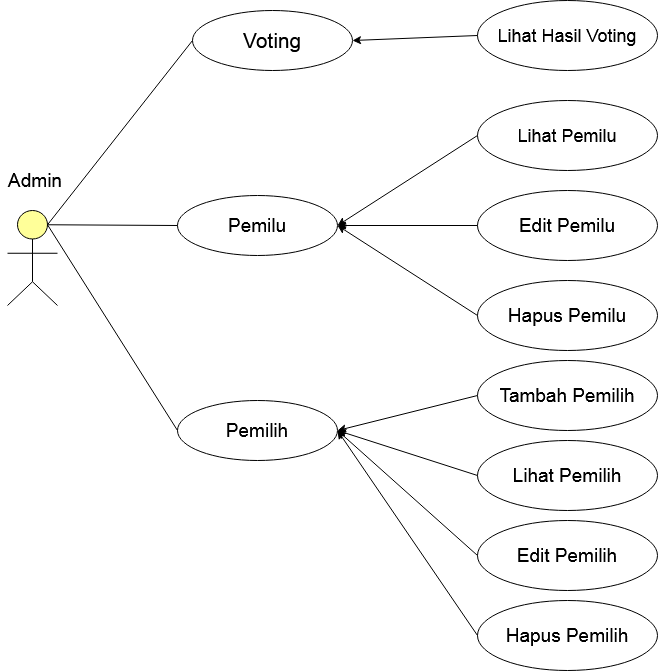 Admin
Voting
Lihat Hasil Voting
Pemilu
Lihat Pemilu
Edit Pemilu
Hapus Pemilu
Pemilih
Tambah Pemilih
Lihat Pemilih
Edit Pemilih
Hapus Pemilih